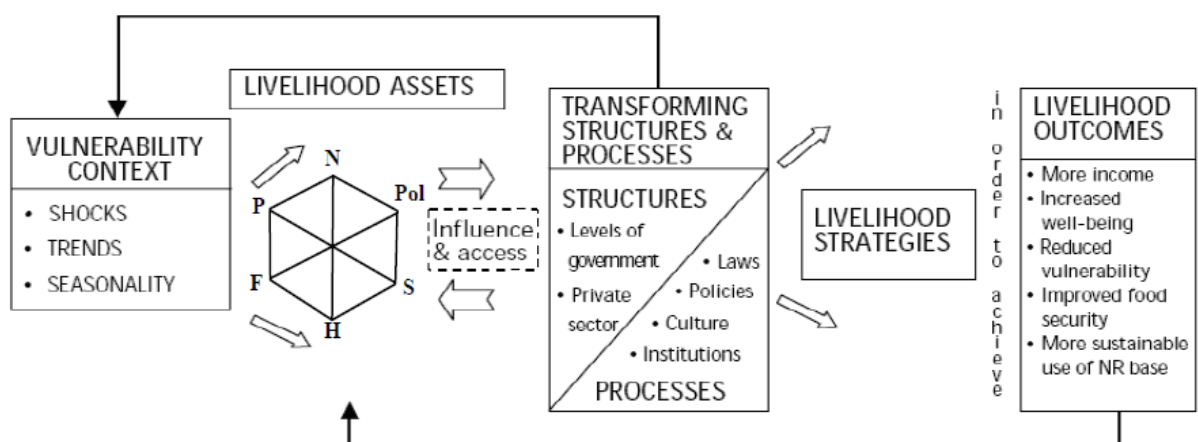 LIVELIHOOD ASSETS
VULNERABILITY
CONTEXT
• SHOCKS
• TRENDS
• SEASONALITY
N
Pol
S
H
F
P
Influence
& access
TRANSFORMING
STRUCTURES &
PROCESSES
STRUCTURES
• Levels of
government
• Private
sector
• Laws
• Policies
• Culture
• Institutions
PROCESSES
LIVELIHOOD
STRATEGIES
in order to achieve
LIVELIHOOD
OUTCOMES
• More income
• Increased
well-being
• Reduced
vulnerability
• Improved food
security
• More sustainable
use of NR base